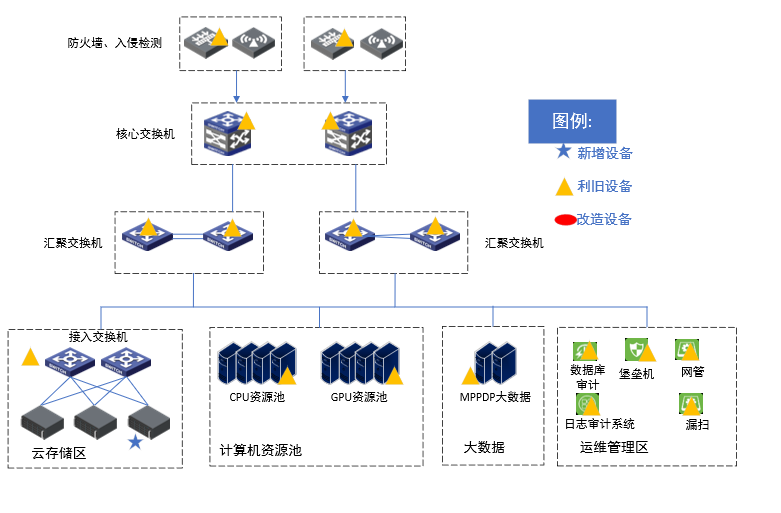 防火墙、入侵检测
核心交换机
图例:
新增设备
利旧设备
改造设备
汇聚交换机
汇聚交换机
接入交换机
云存储区
CPU资源池
GPU资源池
计算机资源池
MPPDP大数据
大数据
数据库
审计
堡垒机
网管
日志审计系统
漏扫
运维管理区